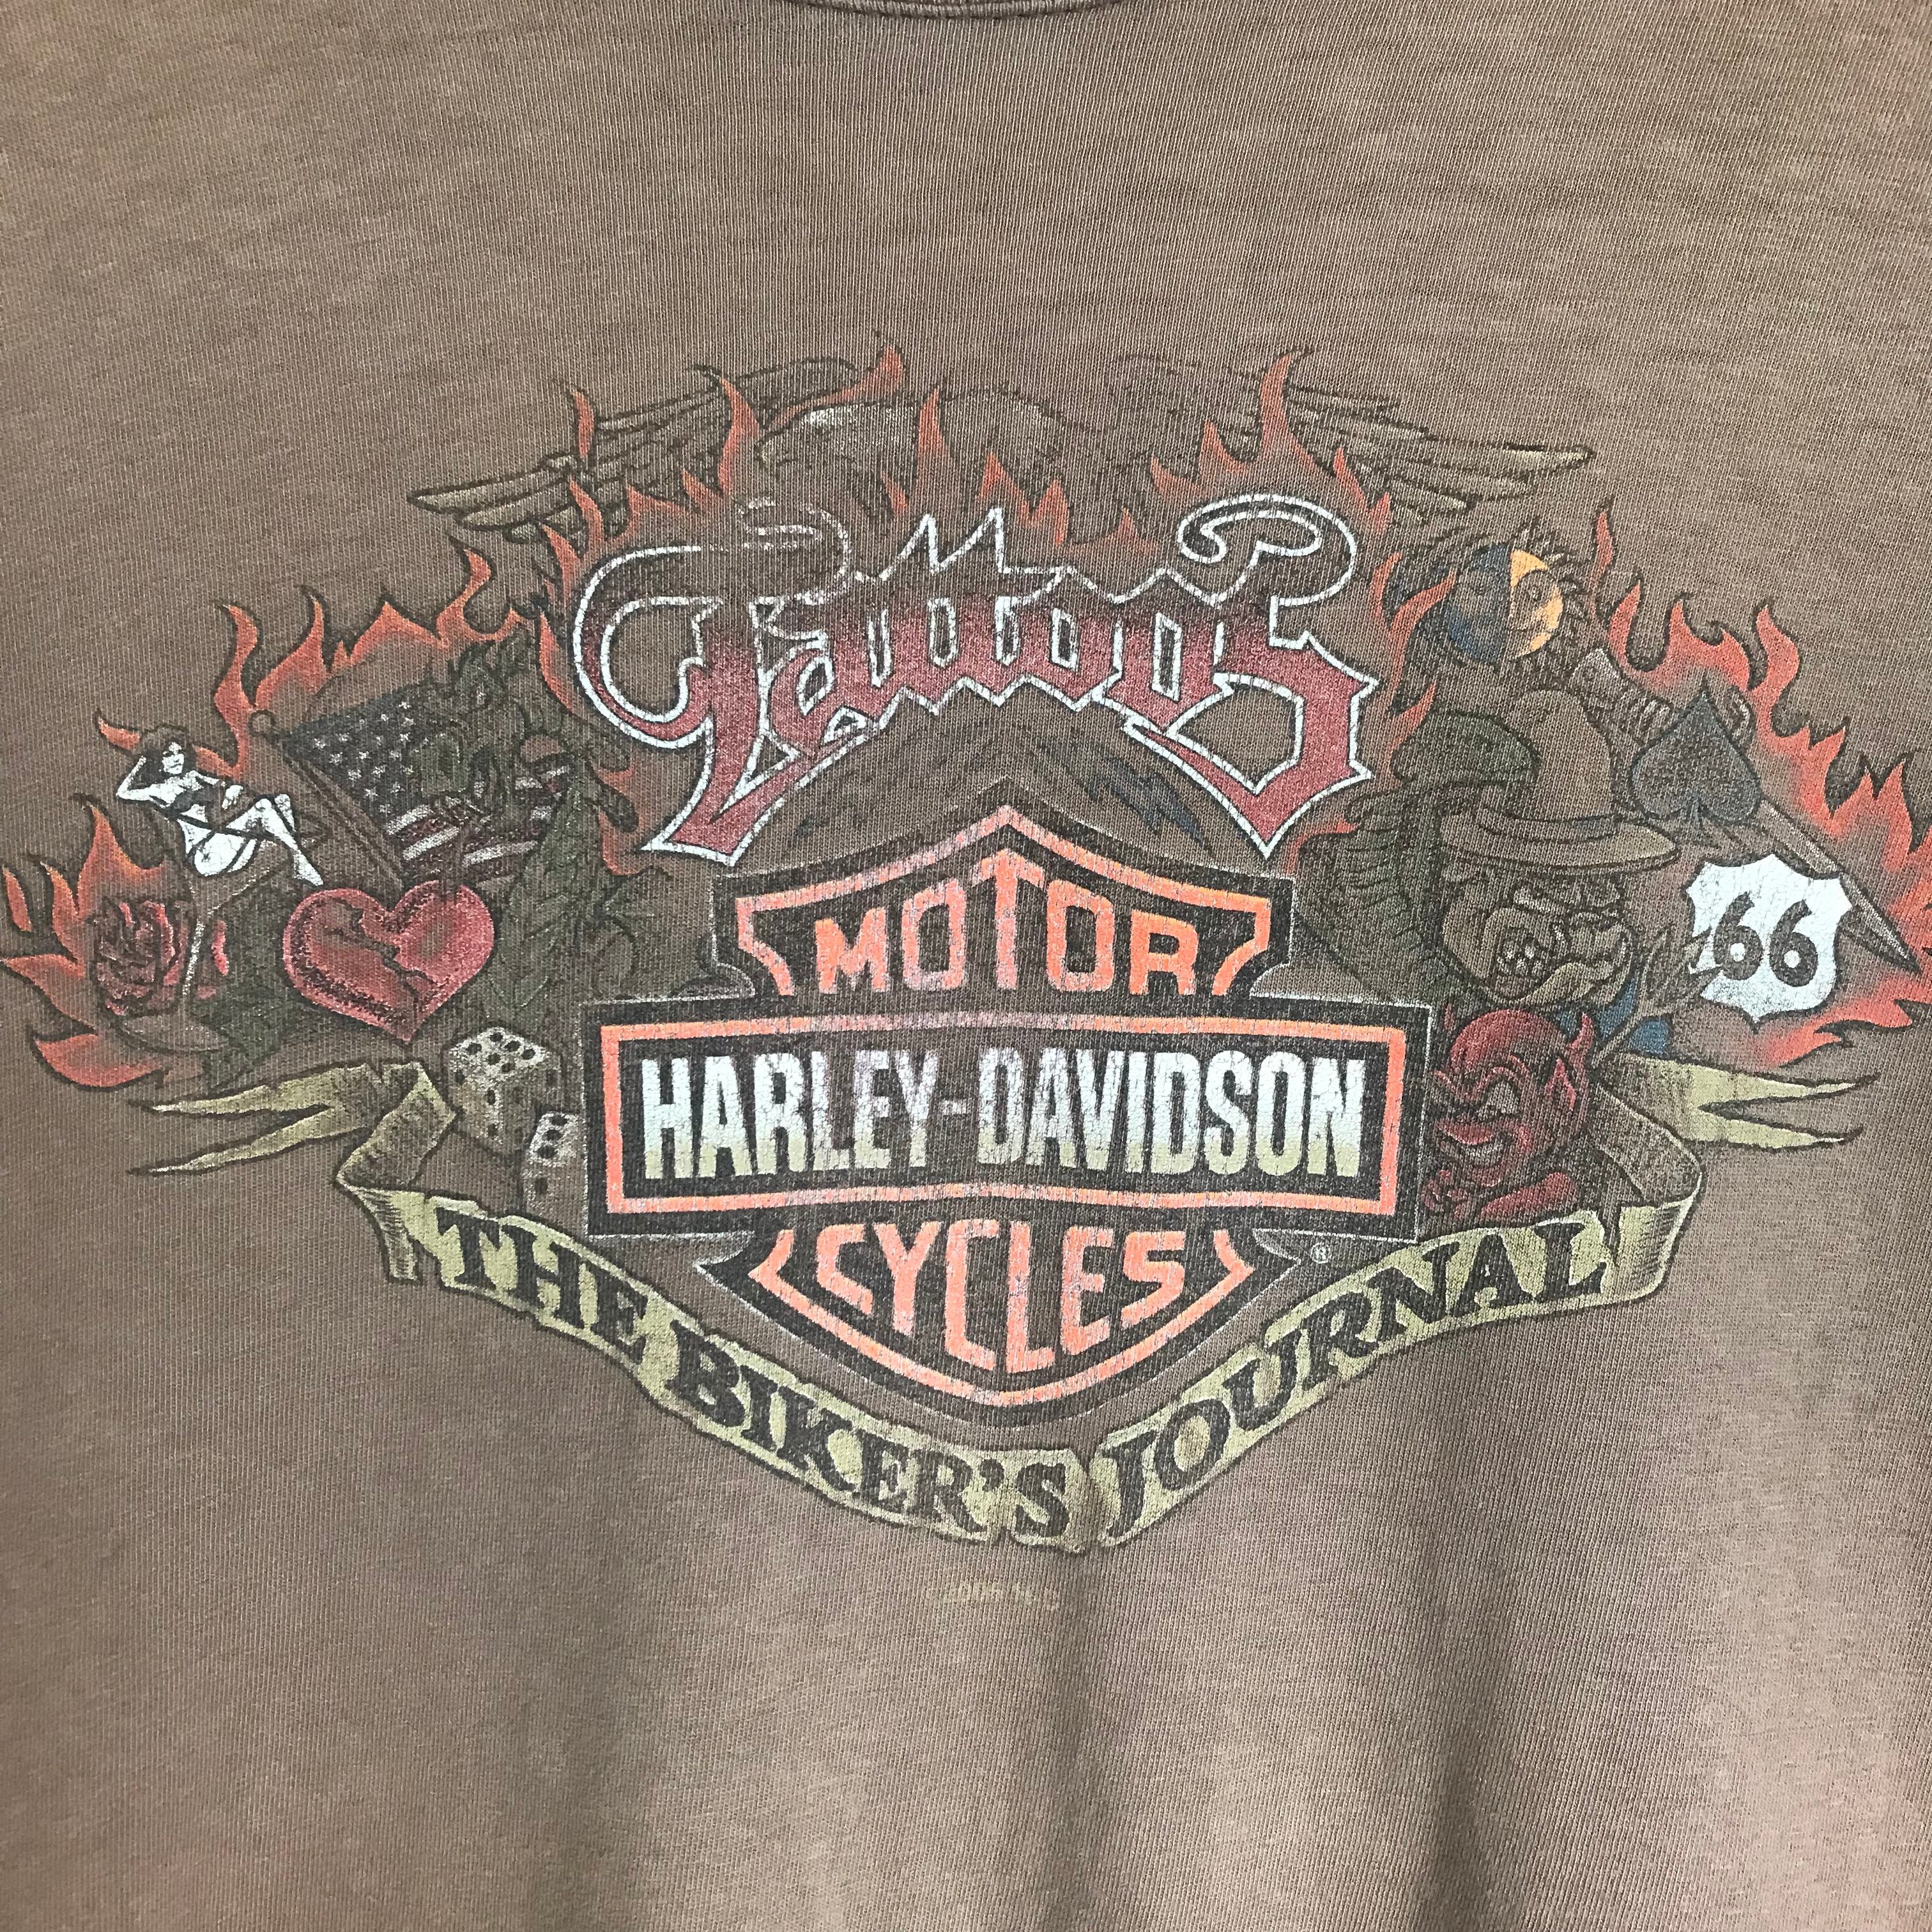 Tattoos
MOTOR
HARLEY-DAVIDSON
CYCLES
®
66
THE BIKER'S JOURNAL